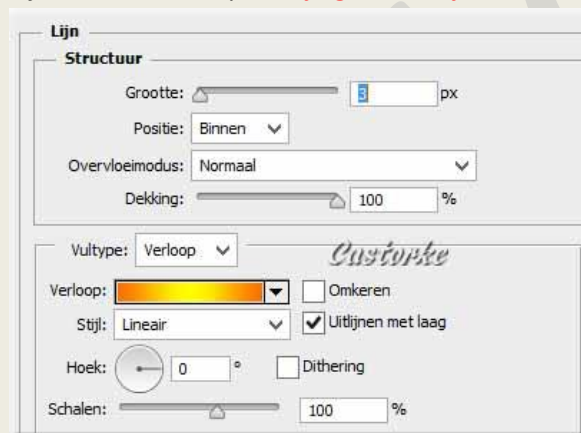 Lijn
Structuur
Grootte: 3 px
Positie: Binnen
Overvloeimodus: Normaal
Dekking: 100 %
Vultype: Verloop
Castorke
Verloop: Omkeren
Stijl: Lineair Uitlijnen met laag
Hoek: 0 ° Dithering
Schalen: 100 %